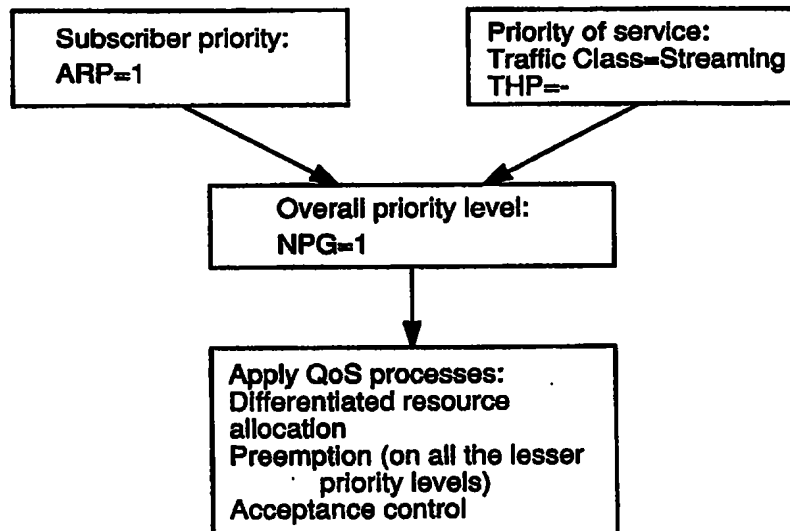 Subscriber priority:
ARP=1
Priority of service:
Traffic Class=Streaming
THP=-
Overall priority level:
NPG=1
Apply QoS processes:
Differentiated resource
allocation
Preemption (on all the lesser
priority levels)
Acceptance control